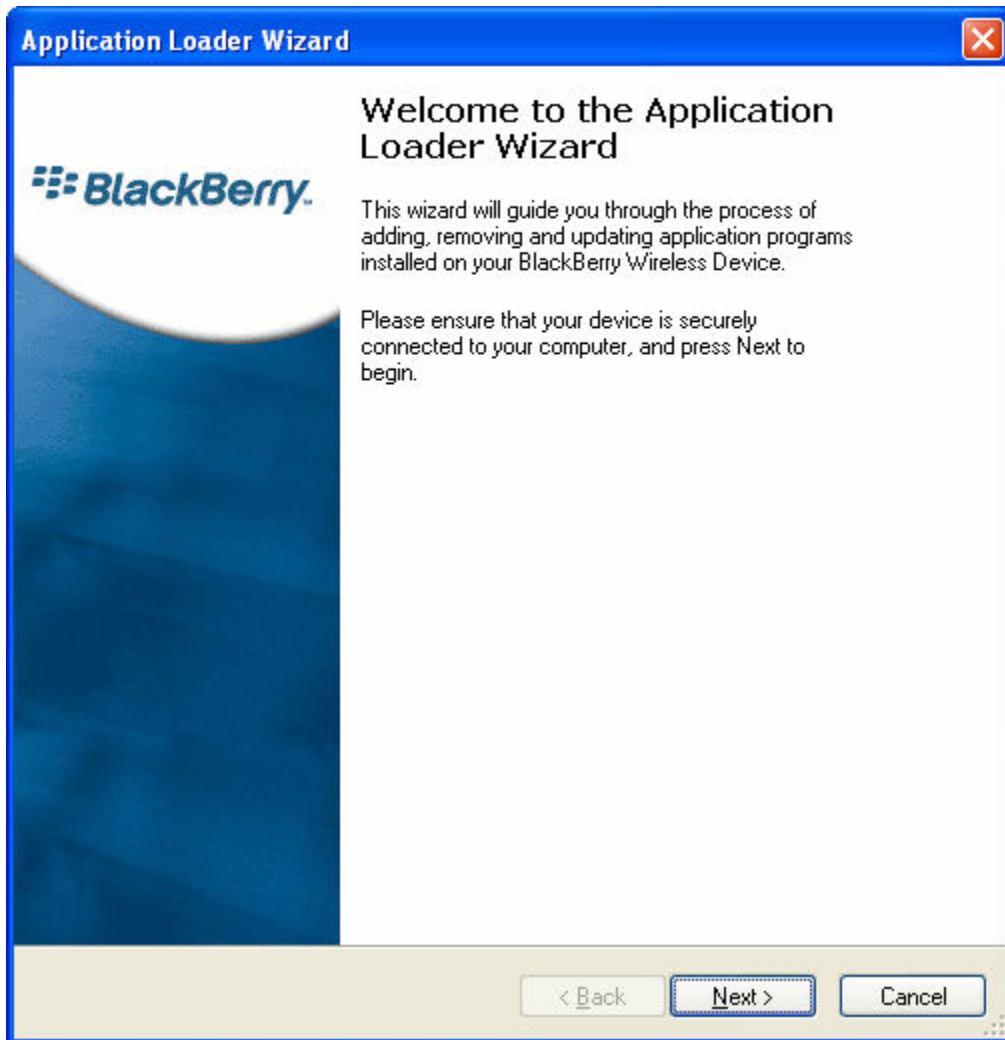 Application Loader Wizard
Welcome to the Application
Loader Wizard
BlackBerry.
This wizard will guide you through the process of
adding, removing and updating application programs
installed on your BlackBerry Wireless Device.
Please ensure that your device is securely
connected to your computer, and press Next to
begin.
< Back
Next >
Cancel